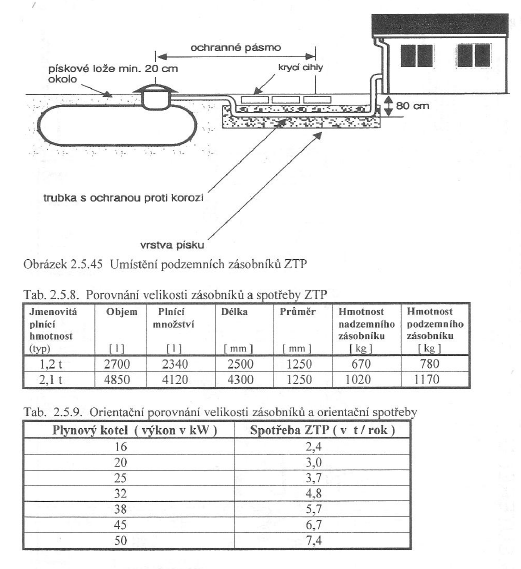 ochranné pásmo
pískové lože min. 20 cm
okolo
krycí cihly
80 cm
trubka s ochranou proti korozi
vrstva písku
Obrázek 2.5.45 Umístění podzemních zásobníků ZTP
Tab. 2.5.8. Porovnání velikosti zásobníků a spotřeby ZTP
Jmenovitá plnící hmotnost (typ) Objem [ l ] Plnící množství [ l ] Délka [ mm ] Průměr [ mm ] Hmotnost nadzemního zásobníku [ kg ] Hmotnost podzemního zásobníku [ kg ]
1,2 t 2700 2340 2500 1250 670 780
2,1 t 4850 4120 4300 1250 1020 1170
Tab. 2.5.9. Orientační porovnání velikosti zásobníků a orientační spotřeby
Plynový kotel ( výkon v kW ) Spotřeba ZTP ( v t / rok )
16 2,4
20 3,0
25 3,7
32 4,8
38 5,7
45 6,7
50 7,4